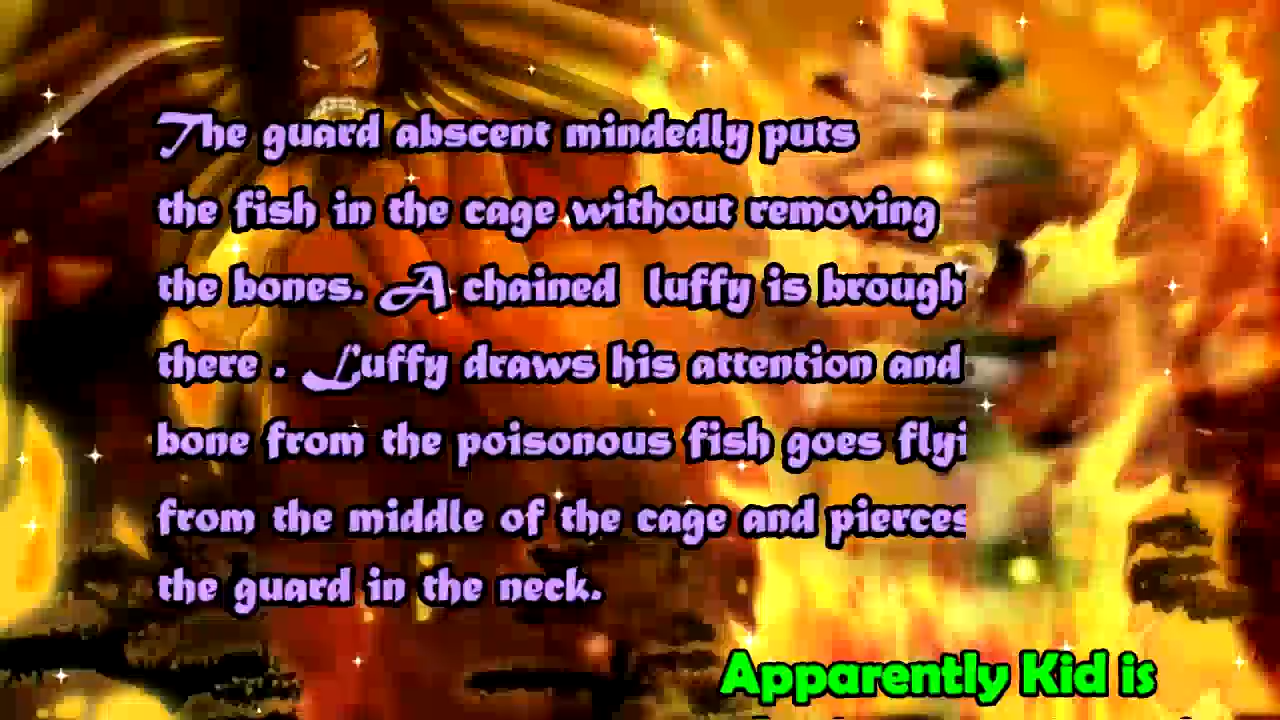 The guard abscent mindedly puts
the fish in the cage without removing
the bones. A chained luffy is brough
there . Luffy draws his attention and
bone from the poisonous fish goes flyi
from the middle of the cage and pierces
the guard in the neck.
Apparently Kid is